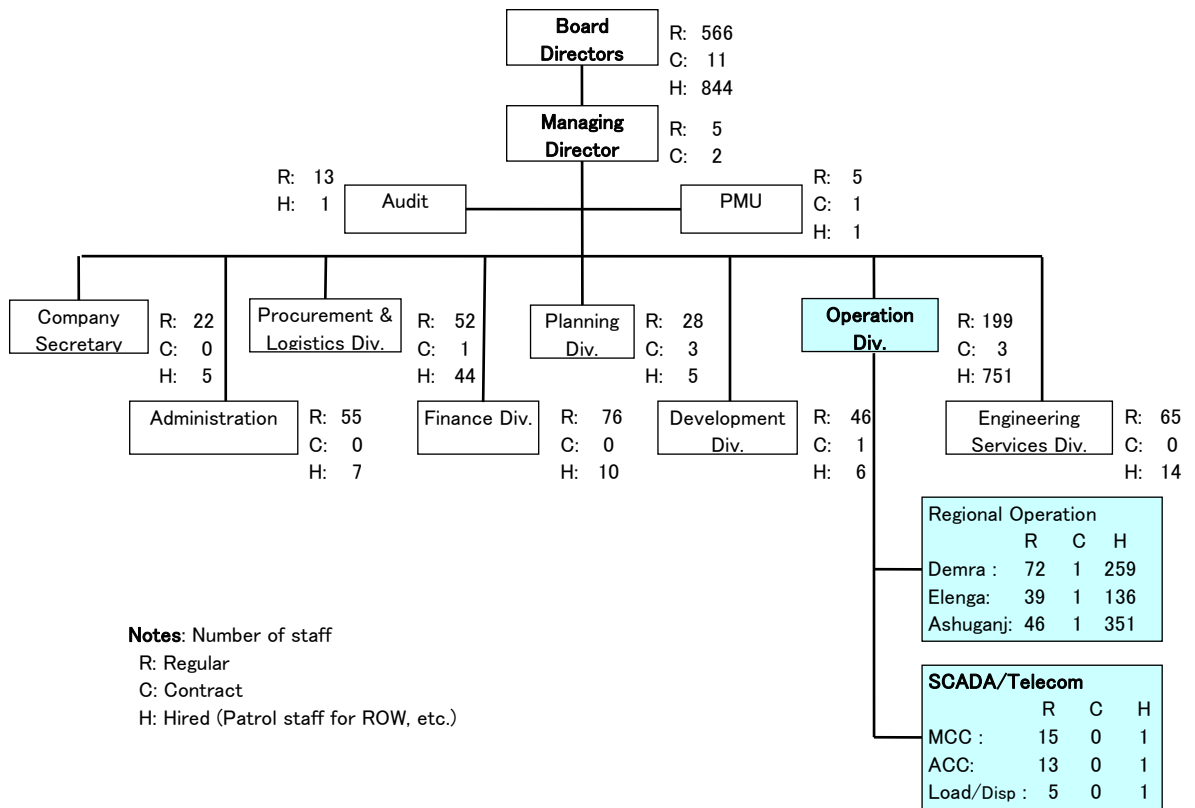 Board
Directors
R: 566
C: 11
H: 844
Managing
Director
R: 5
C: 2
R: 13
H: 1
Audit
PMU
R: 5
C: 1
H: 1
Company
Secretary
R: 22
C: 0
H: 5
Procurement &
Logistics Div.
R: 52
C: 1
H: 44
Planning
Div.
R: 28
C: 3
H: 5
Operation
Div.
R: 199
C: 3
H: 751
Administration
R: 55
C: 0
H: 7
Finance Div.
R: 76
C: 0
H: 10
Development
Div.
R: 46
C: 1
H: 6
Engineering
Services Div.
R: 65
C: 0
H: 14
Regional Operation
R C H
Demra : 72 1 259
Elenga: 39 1 136
Ashuganj: 46 1 351
SCADA/Telecom
R C H
MCC : 15 0 1
ACC: 13 0 1
Load/Disp : 5 0 1
Notes: Number of staff
R: Regular
C: Contract
H: Hired (Patrol staff for ROW, etc.)